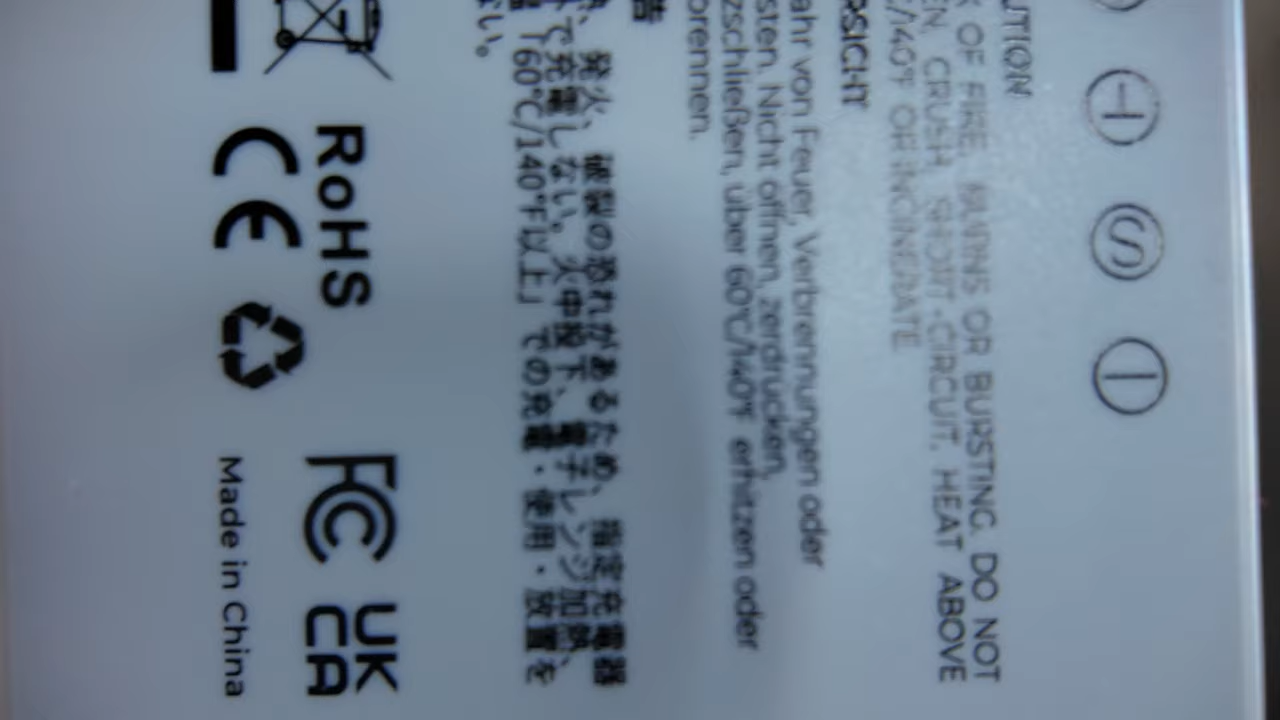 UTION
OF FIRE, BURNS OR BURSTING. DO NOT
EN, CRUSH, SHORT-CIRCUIT, HEAT ABOVE
OR INCINERATE
RSICHT
ahr von Feuer, Verbrennungen oder
sten. Nicht öffnen, zerdrücken,
zschließen, über 60°C/140°F erhitzen oder
brennen.
告
発火、破裂の恐れがあるため、指定充電器
で充電しない。火中投下、電子レンジ加熱、
「60°C/140°F以上」での充電・使用・放置を
ない。
RoHS
FC
UK
CA
CE
Made in China